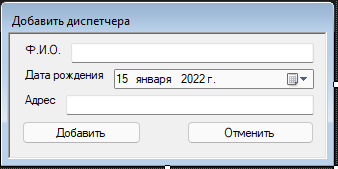 Добавить диспетчера
Ф.И.О.
Дата рождения 15 января 2022 г.
Адрес
Добавить Отменить